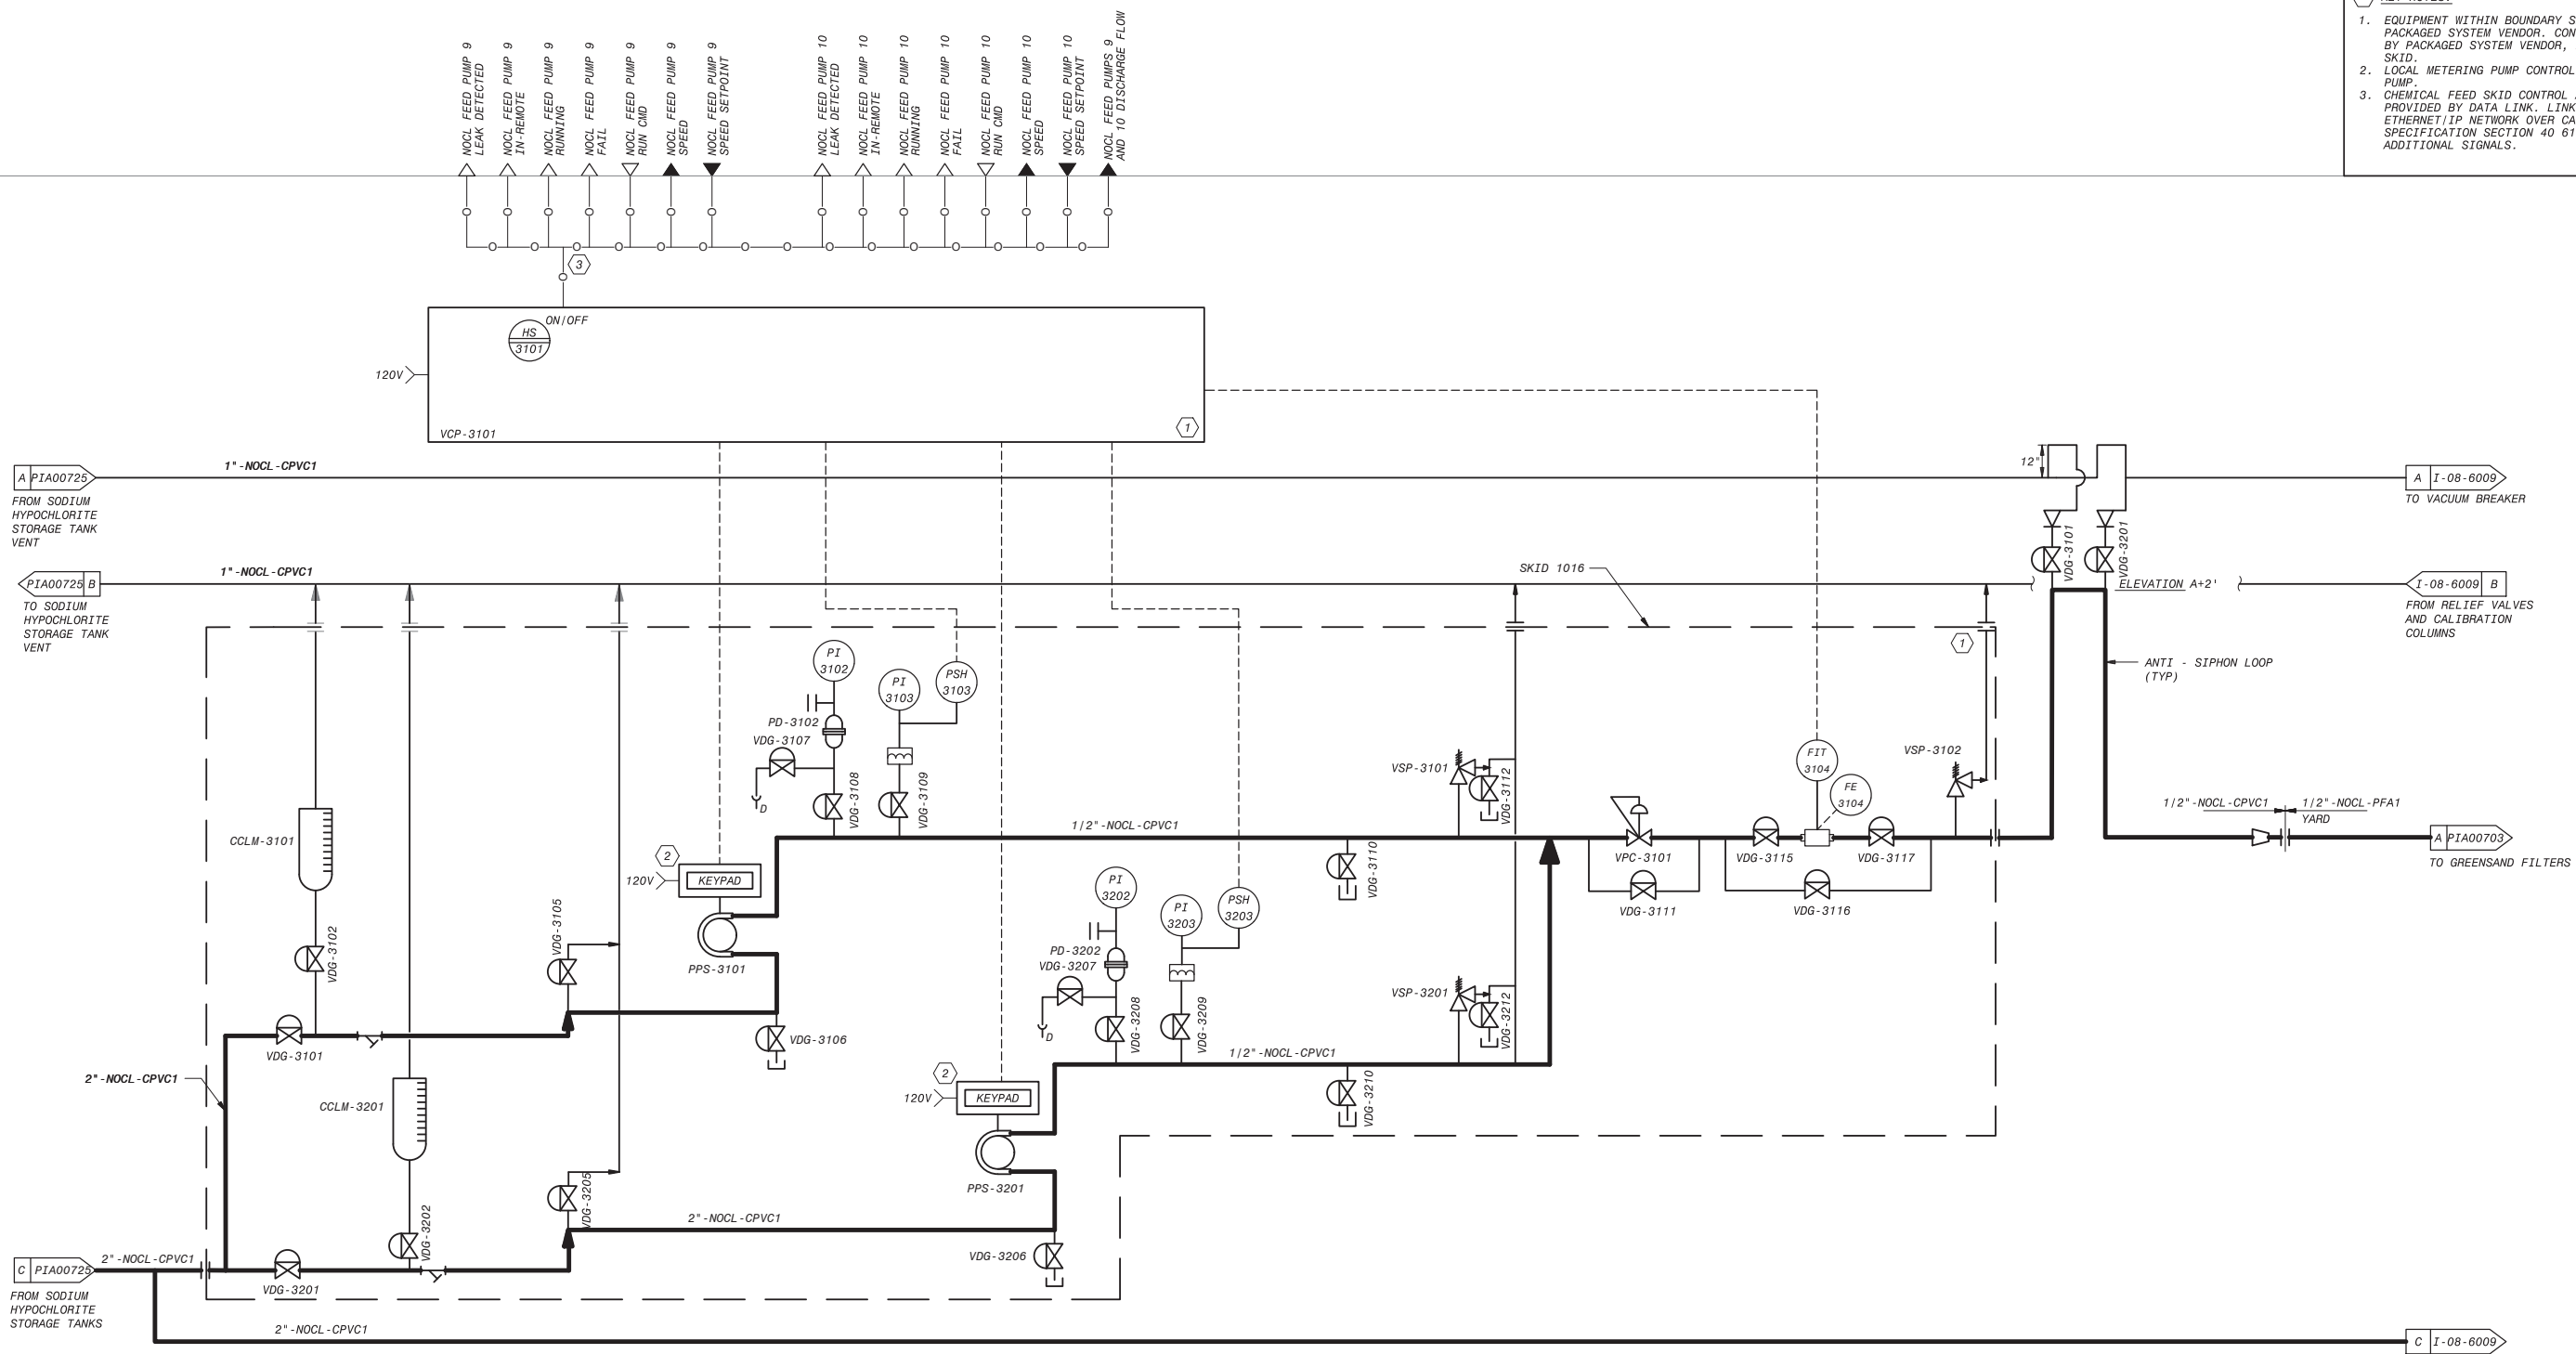 NOCL FEED PUMP 9
LEAK DETECTED
NOCL FEED PUMP 9
IN-REMOTE
NOCL FEED PUMP 9
RUNNING
NOCL FEED PUMP 9
FAIL
NOCL FEED PUMP 9
RUN CMD
NOCL FEED PUMP 9
SPEED
NOCL FEED PUMP 9
SPEED SETPOINT
NOCL FEED PUMP 10
LEAK DETECTED
NOCL FEED PUMP 10
IN-REMOTE
NOCL FEED PUMP 10
RUNNING
NOCL FEED PUMP 10
FAIL
NOCL FEED PUMP 10
RUN CMD
NOCL FEED PUMP 10
SPEED
NOCL FEED PUMP 10
SPEED SETPOINT
NOCL FEED PUMPS 9
AND 10 DISCHARGE FLOW
1. EQUIPMENT WITHIN BOUNDARY S
PACKAGED SYSTEM VENDOR. CON
BY PACKAGED SYSTEM VENDOR,
SKID.
2. LOCAL METERING PUMP CONTROL
PUMP.
3. CHEMICAL FEED SKID CONTROL
PROVIDED BY DATA LINK. LINK
ETHERNET/IP NETWORK OVER CA
SPECIFICATION SECTION 40 61
ADDITIONAL SIGNALS.
3
HS
3101
ON/OFF
120V
VCP-3101
1
A PIA00725
1"-NOCL-CPVC1
FROM SODIUM
HYPOCHLORITE
STORAGE TANK
VENT
12"
A I-08-6009
TO VACUUM BREAKER
VDG-3101
VDG-3201
PIA00725 B
1"-NOCL-CPVC1
TO SODIUM
HYPOCHLORITE
STORAGE TANK
VENT
SKID 1016
ELEVATION A+2'
I-08-6009 B
FROM RELIEF VALVES
AND CALIBRATION
COLUMNS
1
ANTI - SIPHON LOOP
(TYP)
PI
3102
PI
3103
PSH
3103
PD-3102
VDG-3107
D
VDG-3108
VDG-3109
VSP-3101
VDG-3112
FIT
3104
FE
3104
VSP-3102
1/2"-NOCL-CPVC1
1/2"-NOCL-PFA1
YARD
A PIA00703
TO GREENSAND FILTERS
CCLM-3101
1/2"-NOCL-CPVC1
VDG-3110
VPC-3101
VDG-3111
VDG-3115
VDG-3117
VDG-3116
2
120V
KEYPAD
PPS-3101
VDG-3102
VDG-3105
VDG-3101
VDG-3106
PI
3202
PI
3203
PSH
3203
PD-3202
VDG-3207
D
VDG-3208
VDG-3209
VSP-3201
VDG-3212
1/2"-NOCL-CPVC1
VDG-3210
2"-NOCL-CPVC1
CCLM-3201
2
120V
KEYPAD
PPS-3201
VDG-3202
VDG-3205
2"-NOCL-CPVC1
VDG-3206
C PIA00725
2"-NOCL-CPVC1
VDG-3201
FROM SODIUM
HYPOCHLORITE
STORAGE TANKS
2"-NOCL-CPVC1
C I-08-6009